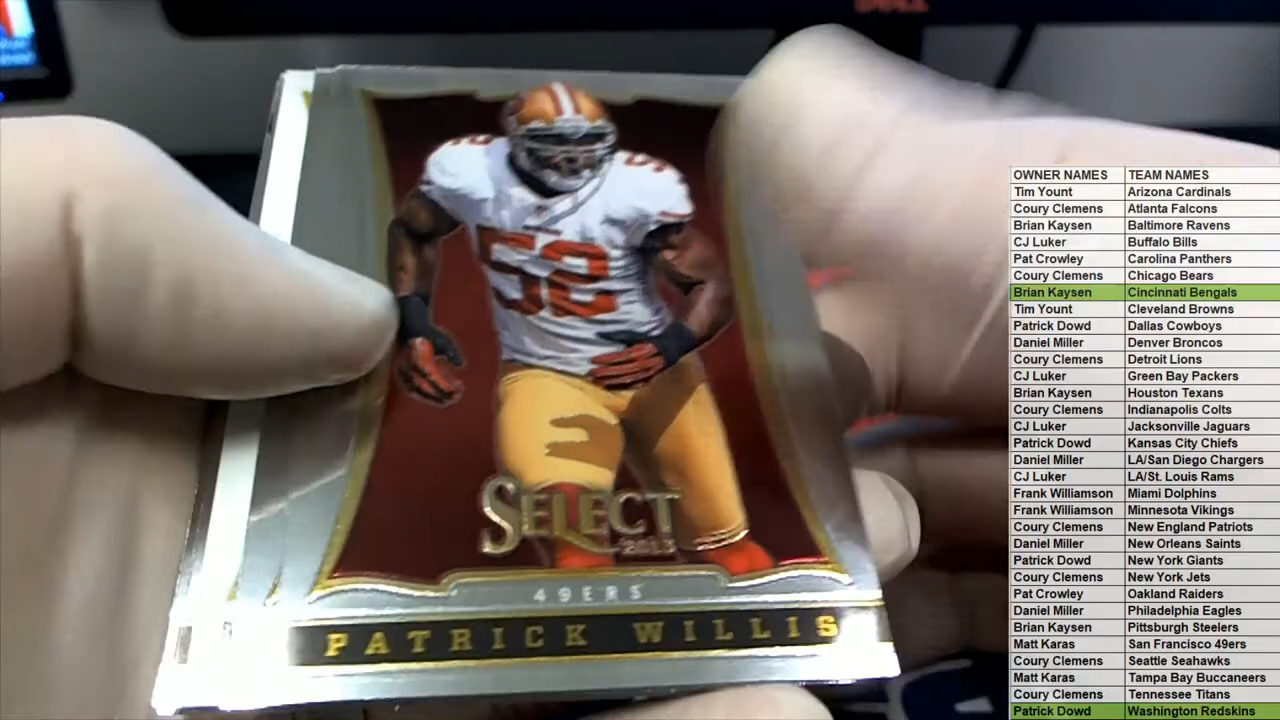 DELL
52
52
SELECT
2013
49ERS
PATRICK WILLIS
OWNER NAMES TEAM NAMES
Tim Yount Arizona Cardinals
Coury Clemens Atlanta Falcons
Brian Kaysen Baltimore Ravens
CJ Luker Buffalo Bills
Pat Crowley Carolina Panthers
Coury Clemens Chicago Bears
Brian Kaysen Cincinnati Bengals
Tim Yount Cleveland Browns
Patrick Dowd Dallas Cowboys
Daniel Miller Denver Broncos
Coury Clemens Detroit Lions
CJ Luker Green Bay Packers
Brian Kaysen Houston Texans
Coury Clemens Indianapolis Colts
CJ Luker Jacksonville Jaguars
Patrick Dowd Kansas City Chiefs
Daniel Miller LA/San Diego Chargers
CJ Luker LA/St. Louis Rams
Frank Williamson Miami Dolphins
Frank Williamson Minnesota Vikings
Coury Clemens New England Patriots
Daniel Miller New Orleans Saints
Patrick Dowd New York Giants
Coury Clemens New York Jets
Pat Crowley Oakland Raiders
Daniel Miller Philadelphia Eagles
Brian Kaysen Pittsburgh Steelers
Matt Karas San Francisco 49ers
Coury Clemens Seattle Seahawks
Matt Karas Tampa Bay Buccaneers
Coury Clemens Tennessee Titans
Patrick Dowd Washington Redskins